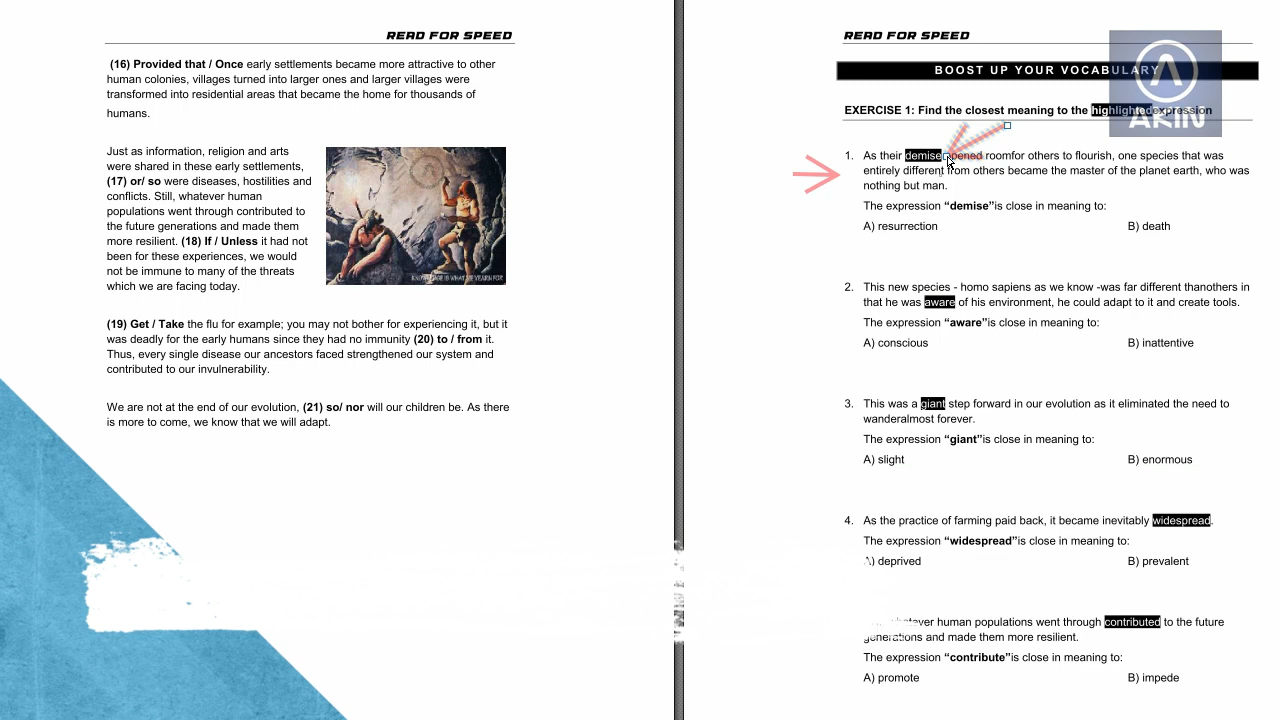 READ FOR SPEED
(16) Provided that / Once early settlements became more attractive to other
human colonies, villages turned into larger ones and larger villages were
transformed into residential areas that became the home for thousands of
humans.
Just as information, religion and arts
were shared in these early settlements,
(17) or/ so were diseases, hostilities and
conflicts. Still, whatever human
populations went through contributed to
the future generations and made them
more resilient. (18) If / Unless it had not
been for these experiences, we would
not be immune to many of the threats
which we are facing today.
KNOWLEDGE IS WHAT WE YEARN FOR
(19) Get / Take the flu for example; you may not bother for experiencing it, but it
was deadly for the early humans since they had no immunity (20) to / from it.
Thus, every single disease our ancestors faced strengthened our system and
contributed to our invulnerability.
We are not at the end of our evolution, (21) so/ nor will our children be. As there
is more to come, we know that we will adapt.
READ FOR SPEED
BOOST UP YOUR VOCABULARY
AKIN
EXERCISE 1: Find the closest meaning to the highlighted expression
1. As their demise opened roomfor others to flourish, one species that was
entirely different from others became the master of the planet earth, who was
nothing but man.
The expression “demise”is close in meaning to:
A) resurrection B) death
2. This new species - homo sapiens as we know -was far different thanothers in
that he was aware of his environment, he could adapt to it and create tools.
The expression “aware”is close in meaning to:
A) conscious B) inattentive
3. This was a giant step forward in our evolution as it eliminated the need to
wanderalmost forever.
The expression “giant”is close in meaning to:
A) slight B) enormous
4. As the practice of farming paid back, it became inevitably widespread.
The expression “widespread”is close in meaning to:
A) deprived B) prevalent
whatever human populations went through contributed to the future
generations and made them more resilient.
The expression “contribute”is close in meaning to:
A) promote B) impede